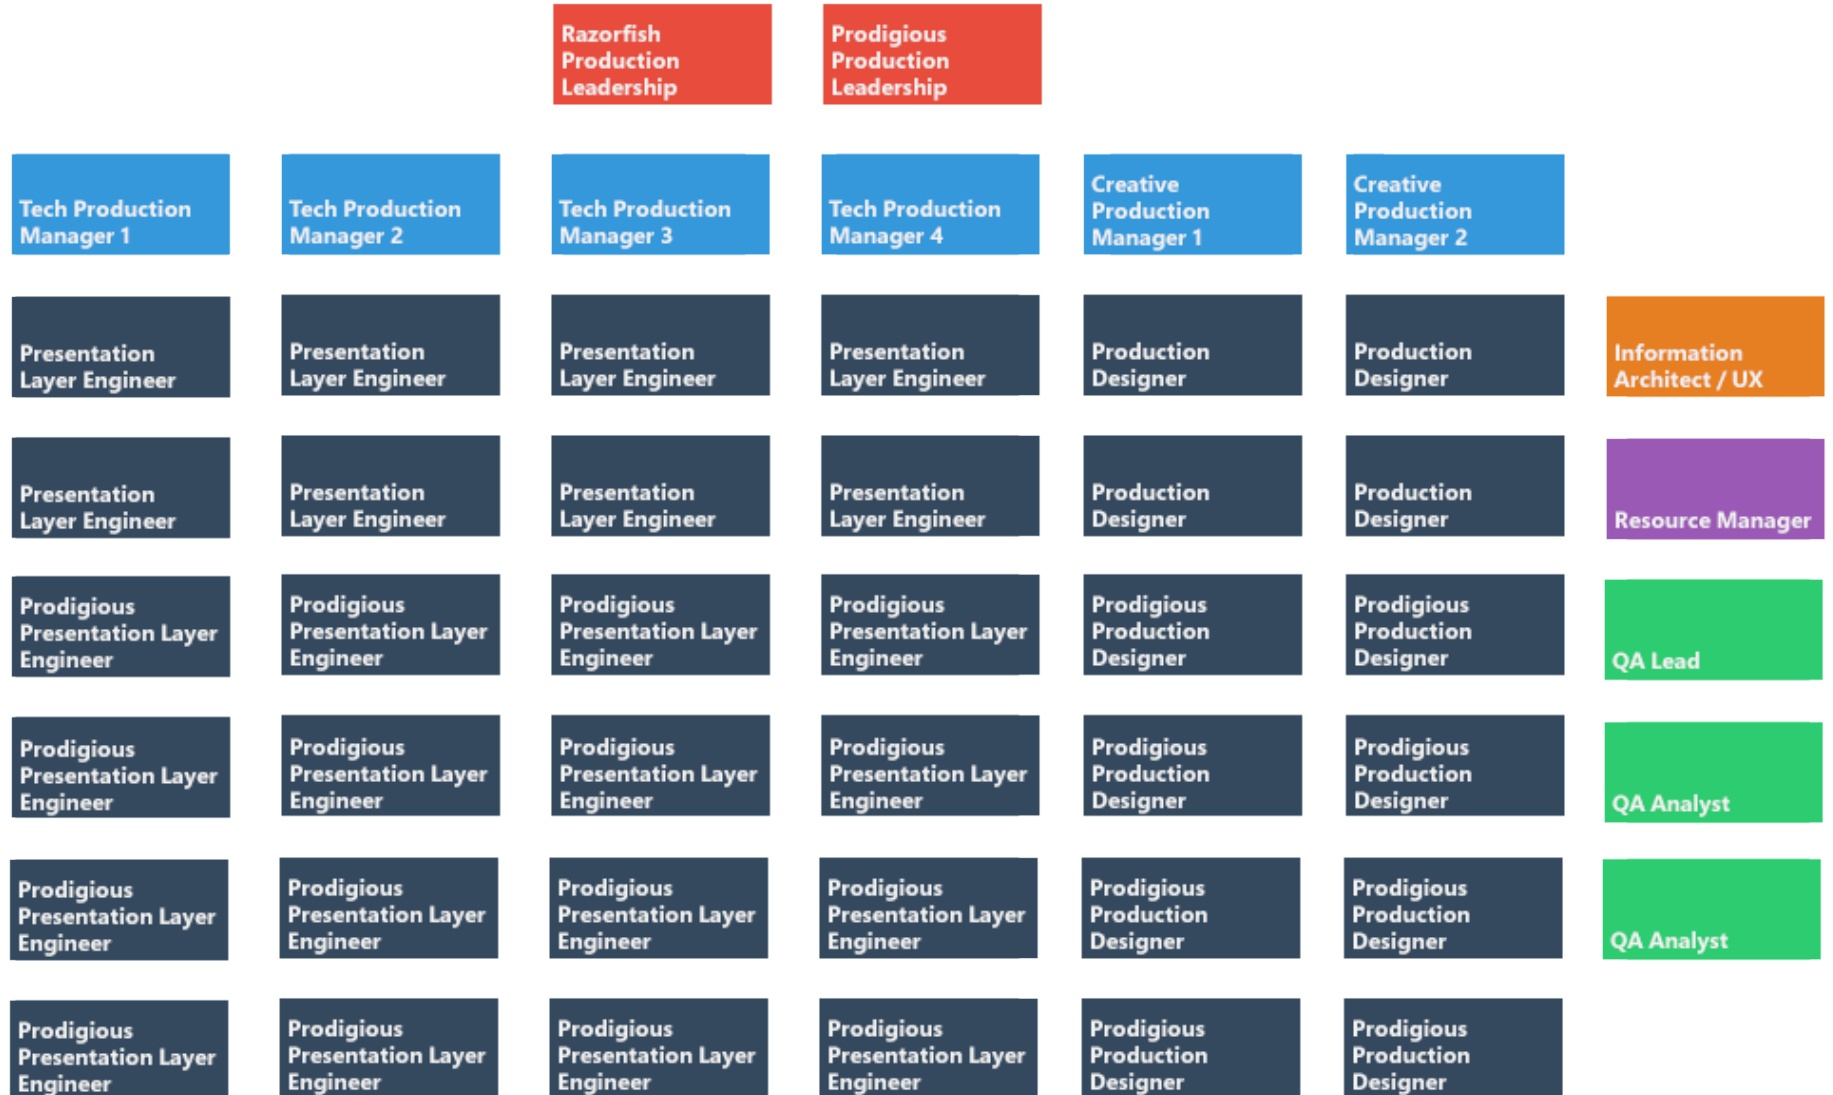 Razorfish
Production
Leadership
Prodigious
Production
Leadership
Tech Production
Manager 1
Tech Production
Manager 2
Tech Production
Manager 3
Tech Production
Manager 4
Creative
Production
Manager 1
Creative
Production
Manager 2
Presentation
Layer Engineer
Presentation
Layer Engineer
Presentation
Layer Engineer
Presentation
Layer Engineer
Production
Designer
Production
Designer
Information
Architect / UX
Presentation
Layer Engineer
Presentation
Layer Engineer
Presentation
Layer Engineer
Presentation
Layer Engineer
Production
Designer
Production
Designer
Resource Manager
Prodigious
Presentation Layer
Engineer
Prodigious
Presentation Layer
Engineer
Prodigious
Presentation Layer
Engineer
Prodigious
Presentation Layer
Engineer
Prodigious
Production
Designer
Prodigious
Production
Designer
QA Lead
Prodigious
Presentation Layer
Engineer
Prodigious
Presentation Layer
Engineer
Prodigious
Presentation Layer
Engineer
Prodigious
Presentation Layer
Engineer
Prodigious
Production
Designer
Prodigious
Production
Designer
QA Analyst
Prodigious
Presentation Layer
Engineer
Prodigious
Presentation Layer
Engineer
Prodigious
Presentation Layer
Engineer
Prodigious
Presentation Layer
Engineer
Prodigious
Production
Designer
Prodigious
Production
Designer
QA Analyst
Prodigious
Presentation Layer
Engineer
Prodigious
Presentation Layer
Engineer
Prodigious
Presentation Layer
Engineer
Prodigious
Presentation Layer
Engineer
Prodigious
Production
Designer
Prodigious
Production
Designer